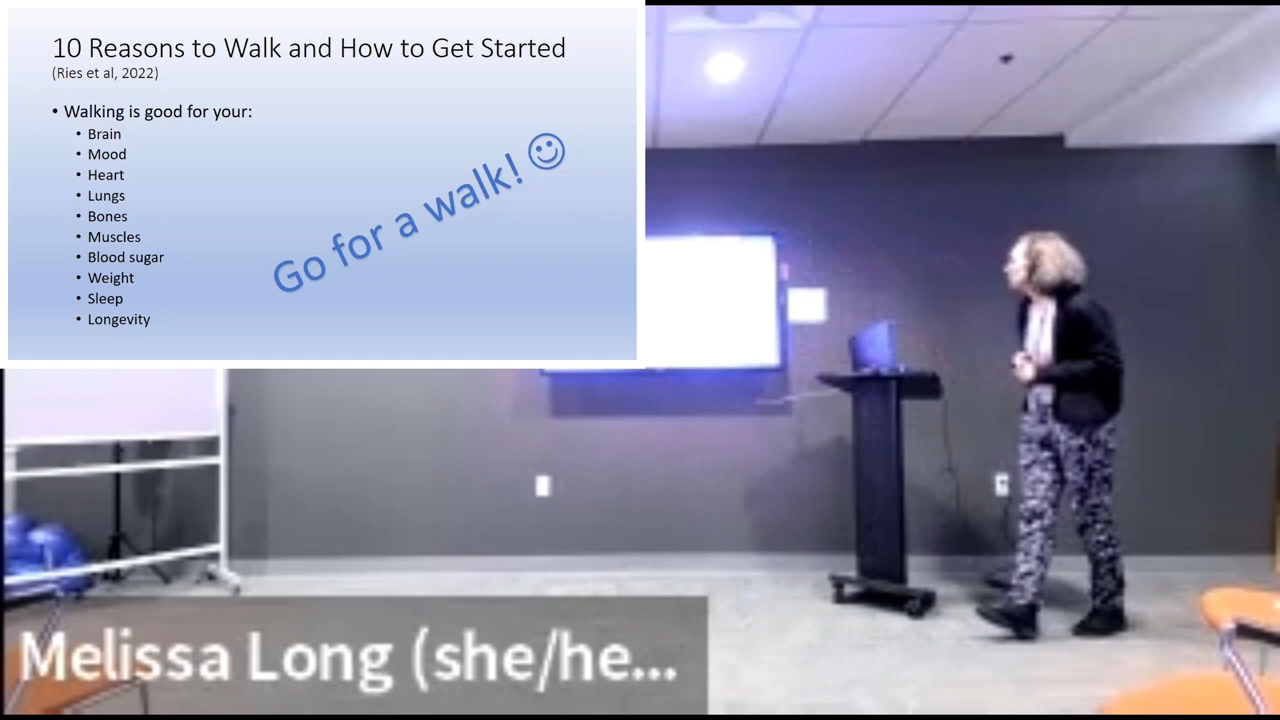 10 Reasons to Walk and How to Get Started
(Ries et al, 2022)
• Walking is good for your:
• Brain
• Mood
• Heart
• Lungs
• Bones
• Muscles
• Blood sugar
• Weight
• Sleep
• Longevity
Go for a walk! ☺
Melissa Long (she/he...